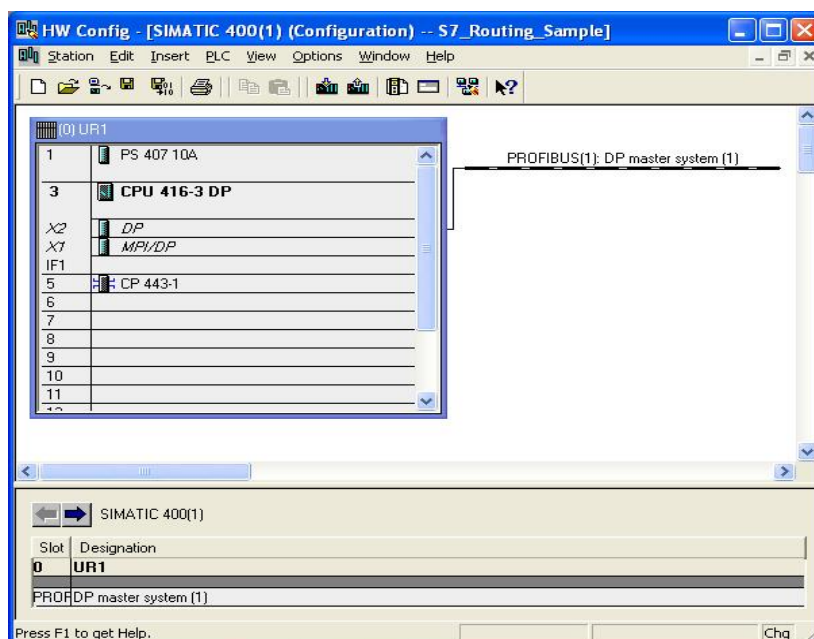 HW Config - [SIMATIC 400(1) (Configuration) -- S7_Routing_Sample]
Station Edit Insert PLC View Options Window Help
(0) UR1
1 PS 407 10A
3 CPU 416-3 DP
X2 DP
X1 MPI/DP
IF1
5 CP 443-1
6
7
8
9
10
11
PROFIBUS(1): DP master system (1)
SIMATIC 400(1)
Slot Designation
0 UR1
PROF DP master system (1)
Press F1 to get Help. Chg